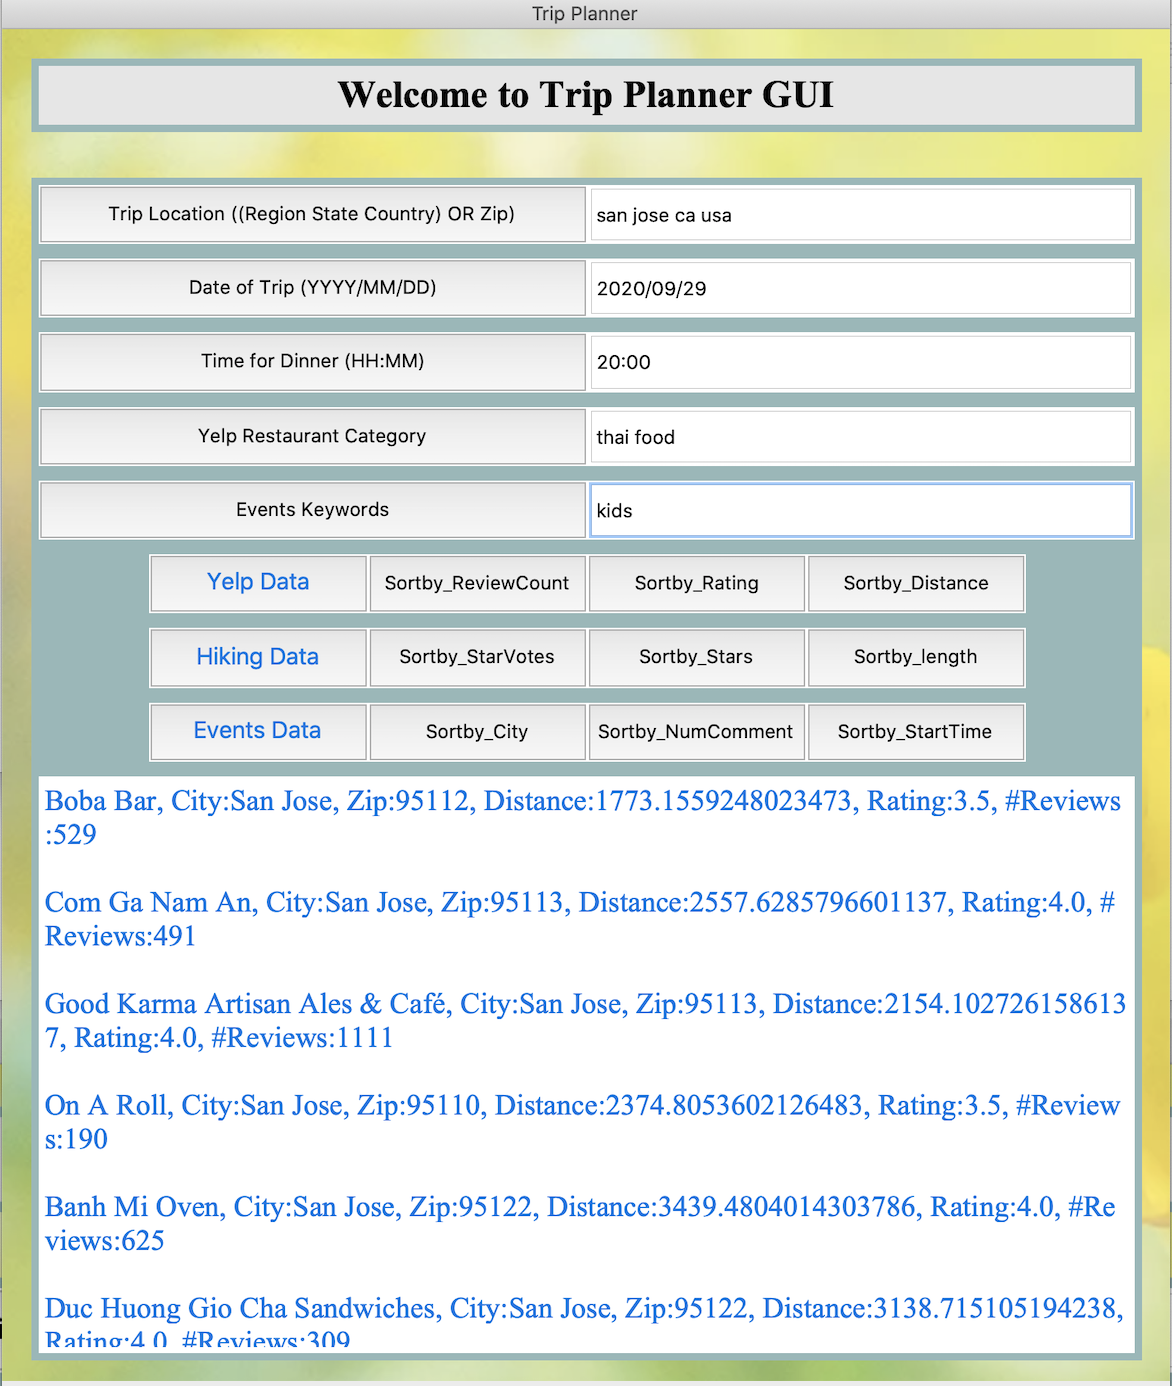 Trip Planner
Welcome to Trip Planner GUI
Trip Location ((Region State Country) OR Zip)
san jose ca usa
Date of Trip (YYYY/MM/DD)
2020/09/29
Time for Dinner (HH:MM)
20:00
Yelp Restaurant Category
thai food
Events Keywords
kids
Yelp Data Sortby_ReviewCount Sortby_Rating Sortby_Distance
Hiking Data Sortby_StarVotes Sortby_Stars Sortby_length
Events Data Sortby_City Sortby_NumComment Sortby_StartTime
Boba Bar, City:San Jose, Zip:95112, Distance:1773.1559248023473, Rating:3.5, #Reviews
:529
Com Ga Nam An, City:San Jose, Zip:95113, Distance:2557.6285796601137, Rating:4.0, #
Reviews:491
Good Karma Artisan Ales & Café, City:San Jose, Zip:95113, Distance:2154.102726158613
7, Rating:4.0, #Reviews:1111
On A Roll, City:San Jose, Zip:95110, Distance:2374.8053602126483, Rating:3.5, #Review
s:190
Banh Mi Oven, City:San Jose, Zip:95122, Distance:3439.4804014303786, Rating:4.0, #Re
views:625
Duc Huong Gio Cha Sandwiches, City:San Jose, Zip:95122, Distance:3138.715105194238,
Rating:4.0, #Reviews:309